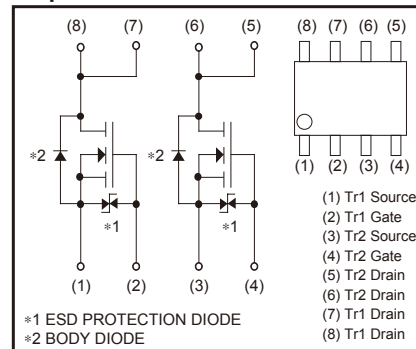 (8) (7) (6) (5)
(8) (7) (6) (5)
∗2 ∗2
∗1 ∗1
(1) (2) (3) (4)
(1) (2) (3) (4)
∗1 ESD PROTECTION DIODE
∗2 BODY DIODE
(1) Tr1 Source
(2) Tr1 Gate
(3) Tr2 Source
(4) Tr2 Gate
(5) Tr2 Drain
(6) Tr2 Drain
(7) Tr1 Drain
(8) Tr1 Drain